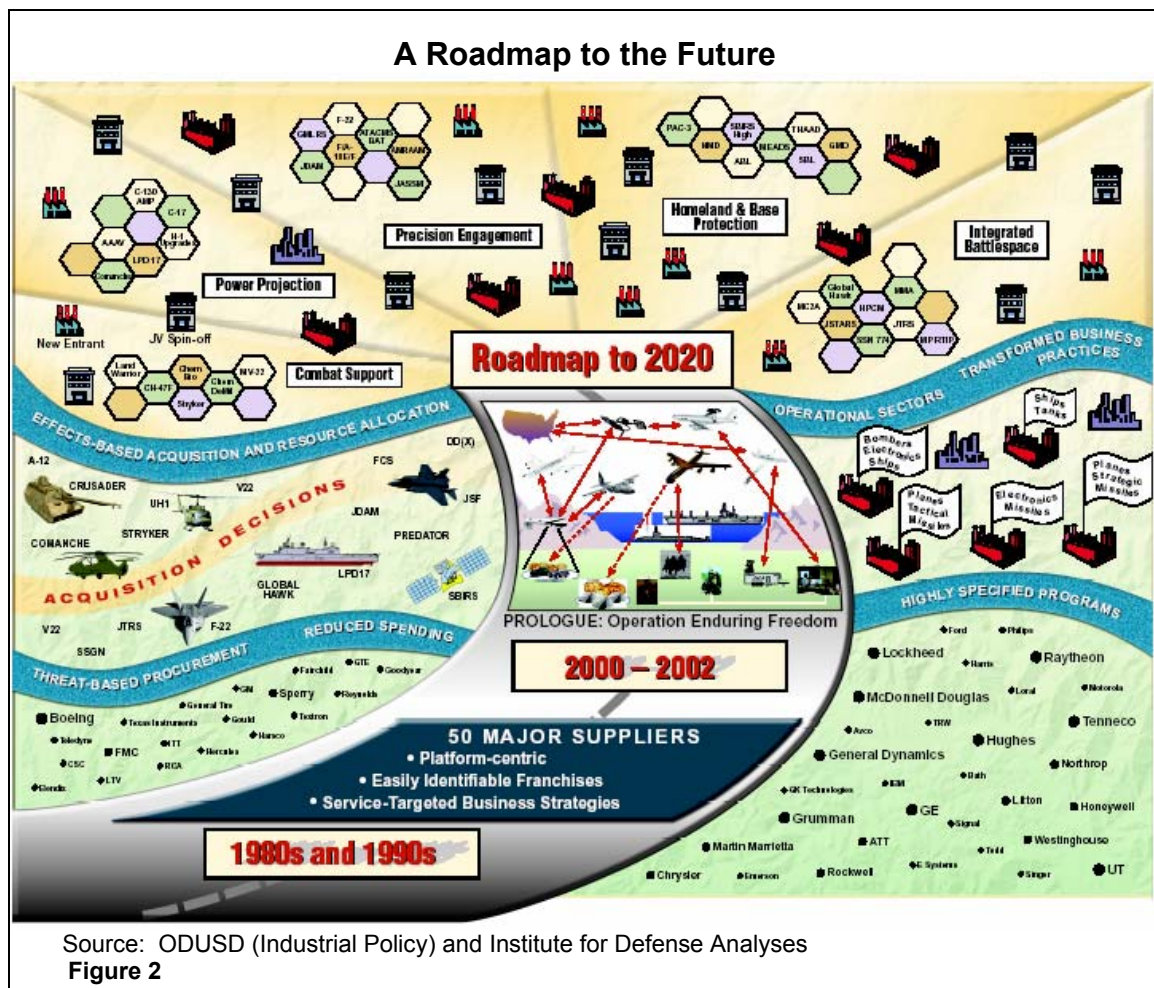 A Roadmap to the Future
F-22
GMLRS
ATACMS
BAT
F/A-
18E/F
AMRAAM
JDAM
JASSM
PAC-3
SBIRS
High
THAAD
NMD
MEADS
GMD
ABL
SBL
C-130
AMP
C-17
AAAV
H-1
Upgrades
LPD17
Comanche
Precision Engagement
Homeland & Base
Protection
Integrated
Battlespace
Power Projection
Global
Hawk
MMA
MC2A
HPCM
JSTARS
JTRS
SSN 774
MP RTIP
New Entrant
JV Spin-off
Land
Warrior
Chem
Bio
MV-22
CH-47F
Chem
Demil
Stryker
Combat Support
Roadmap to 2020
EFFECTS-BASED ACQUISITION AND RESOURCE ALLOCATION
OPERATIONAL SECTORS
TRANSFORMED BUSINESS
PRACTICES
A-12
CRUSADER
UH1
V22
STRYKER
COMANCHE
DD(X)
FCS
JSF
JDAM
PREDATOR
LPD17
GLOBAL
HAWK
SBIRS
ACQUISITION DECISIONS
V22
JTRS
F-22
SSGN
Ships
Tanks
Bombers
Electronics
Ships
Planes
Tactical
Missiles
Electronics
Missiles
Planes
Strategic
Missiles
THREAT-BASED PROCUREMENT
REDUCED SPENDING
HIGHLY SPECIFIED PROGRAMS
PROLOGUE: Operation Enduring Freedom
2000 – 2002
Fairchild
GTE
Goodyear
GM
Sperry
Reynolds
General Tire
Boeing
Texas Instruments
Gould
Textron
Teledyne
ITT
Harsco
FMC
Hercules
CSC
RCA
LTV
Bendix
50 MAJOR SUPPLIERS
• Platform-centric
• Easily Identifiable Franchises
• Service-Targeted Business Strategies
1980s and 1990s
Ford
Philips
Lockheed
Harris
Raytheon
McDonnell Douglas
Loral
Motorola
Avco
TRW
Tenneco
Hughes
General Dynamics
Northrop
GK Technologies
IBM
Bath
Litton
Honeywell
Grumman
GE
Signal
Martin Marrietta
ATT
Todd
Westinghouse
Chrysler
Emerson
Rockwell
E Systems
Singer
UT
Source: ODUSD (Industrial Policy) and Institute for Defense Analyses
Figure 2